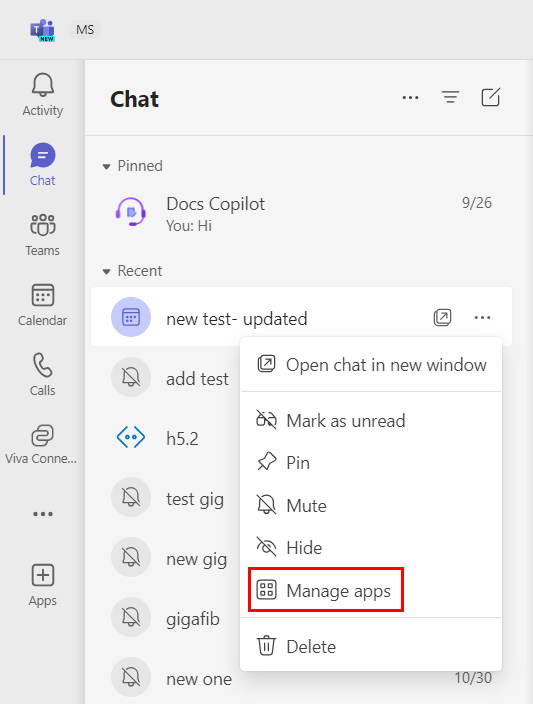 NEW
MS
Activity
Chat
Teams
Calendar
Calls
Viva Conne...
Apps
Chat
Pinned
Docs Copilot
9/26
You: Hi
Recent
new test- updated
add test
h5.2
test gig
new gig
gigafib
new one
10/30
Open chat in new window
Mark as unread
Pin
Mute
Hide
Manage apps
Delete